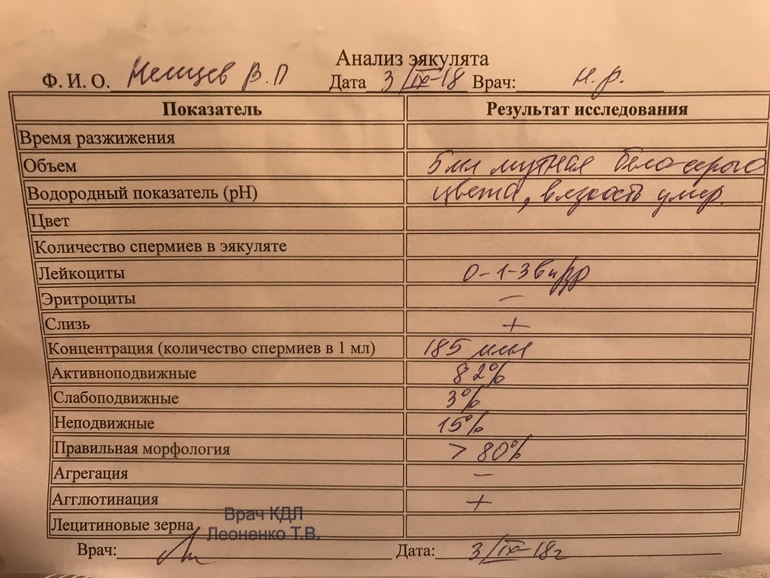 Анализ эякулята
Ф. И. О. Немцев В. П Дата 3/IX-18 Врач: н.р.
Показатель Результат исследования
Время разжижения
Объем 5 мл мутная бело-серого
Водородный показатель (рН) цвета, вязкость умер.
Цвет
Количество спермиев в эякуляте
Лейкоциты 0-1-3 в п/зр
Эритроциты –
Слизь +
Концентрация (количество спермиев в 1 мл) 185 млн
Активноподвижные 82%
Слабоподвижные 3%
Неподвижные 15%
Правильная морфология > 80%
Агрегация –
Агглютинация +
Врач КДЛ
Лецитиновые зерна Леоненко Т.В.
Врач: Дата: 3/IX-18г